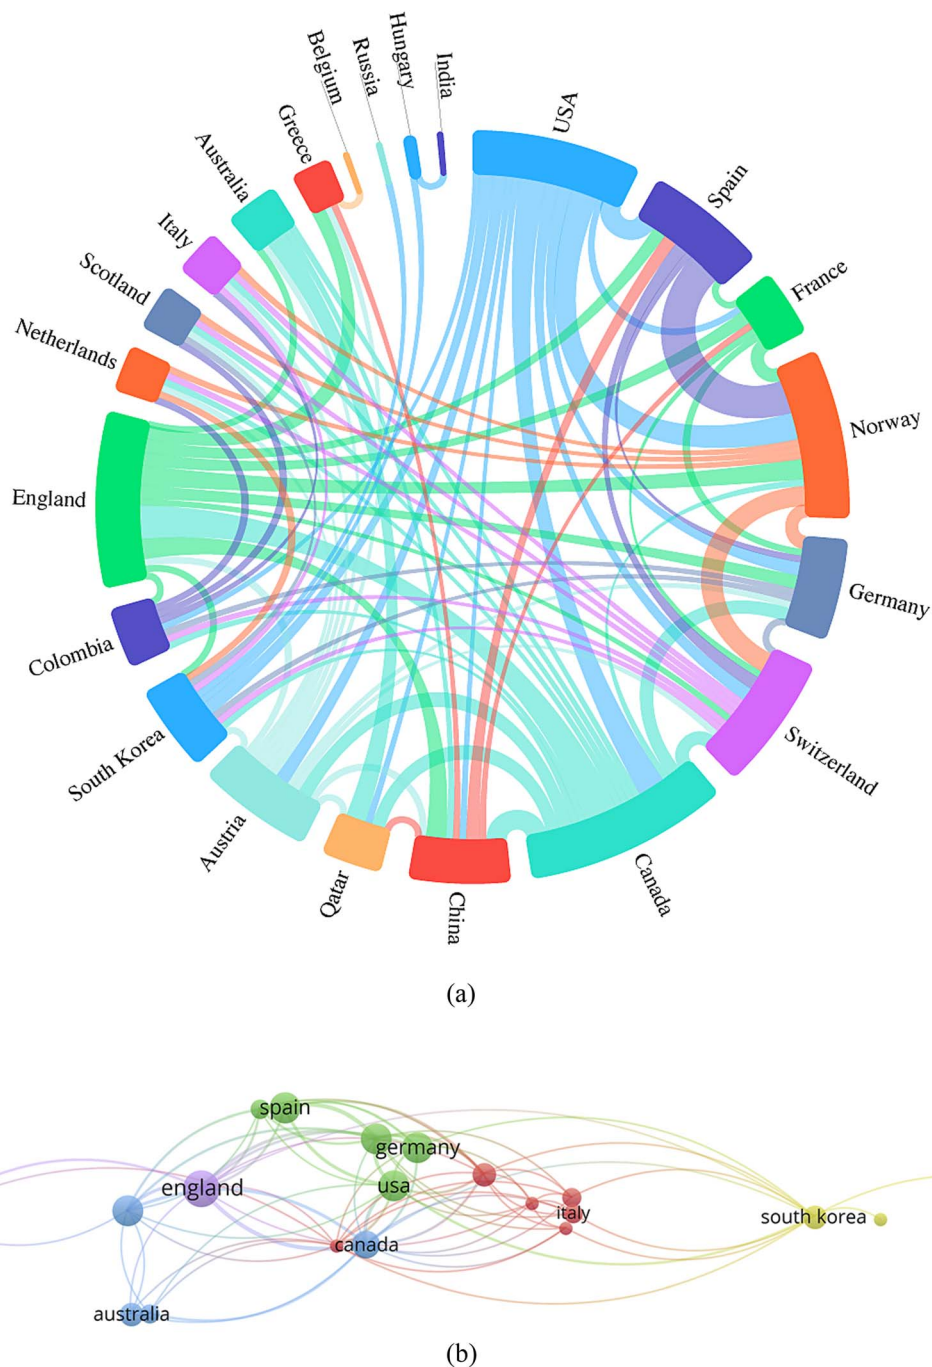 USA
Spain
France
Norway
Germany
Switzerland
Canada
China
Qatar
Austria
South Korea
Colombia
England
Netherlands
Scotland
Italy
Australia
Greece
Belgium
Russia
Hungary
India
(a)
spain
germany
england
usa
italy
south korea
canada
australia
(b)